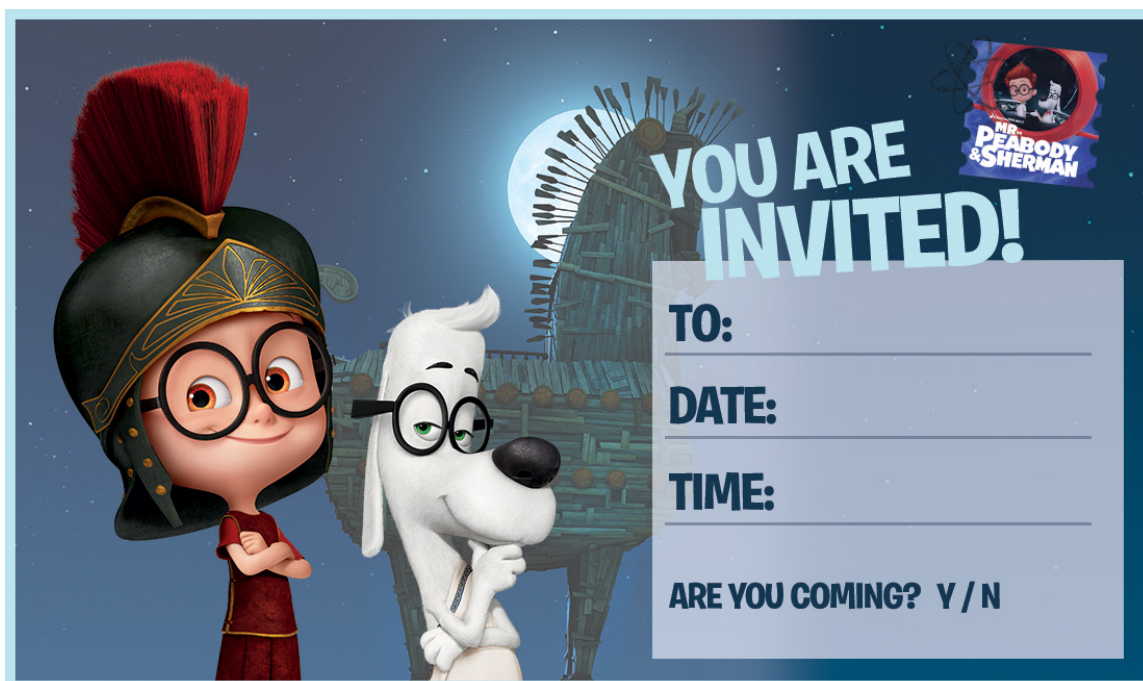 YOU ARE
INVITED!
MR.
PEABODY
&SHERMAN
TO:
DATE:
TIME:
ARE YOU COMING? Y / N